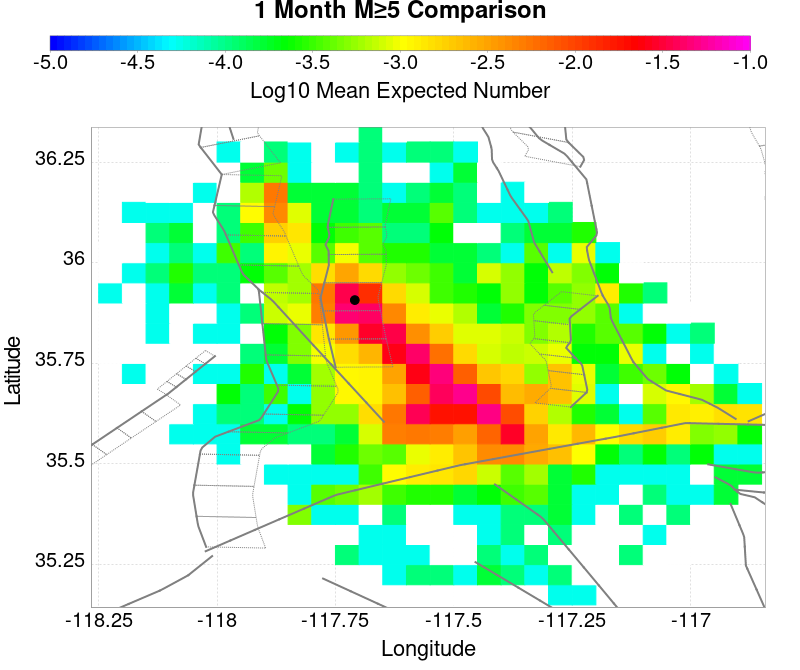 1 Month M≥5 Comparison
-5.0 -4.5 -4.0 -3.5 -3.0 -2.5 -2.0 -1.5 -1.0
Log10 Mean Expected Number
36.25
36
35.75
35.5
35.25
Latitude
-118.25 -118 -117.75 -117.5 -117.25 -117
Longitude